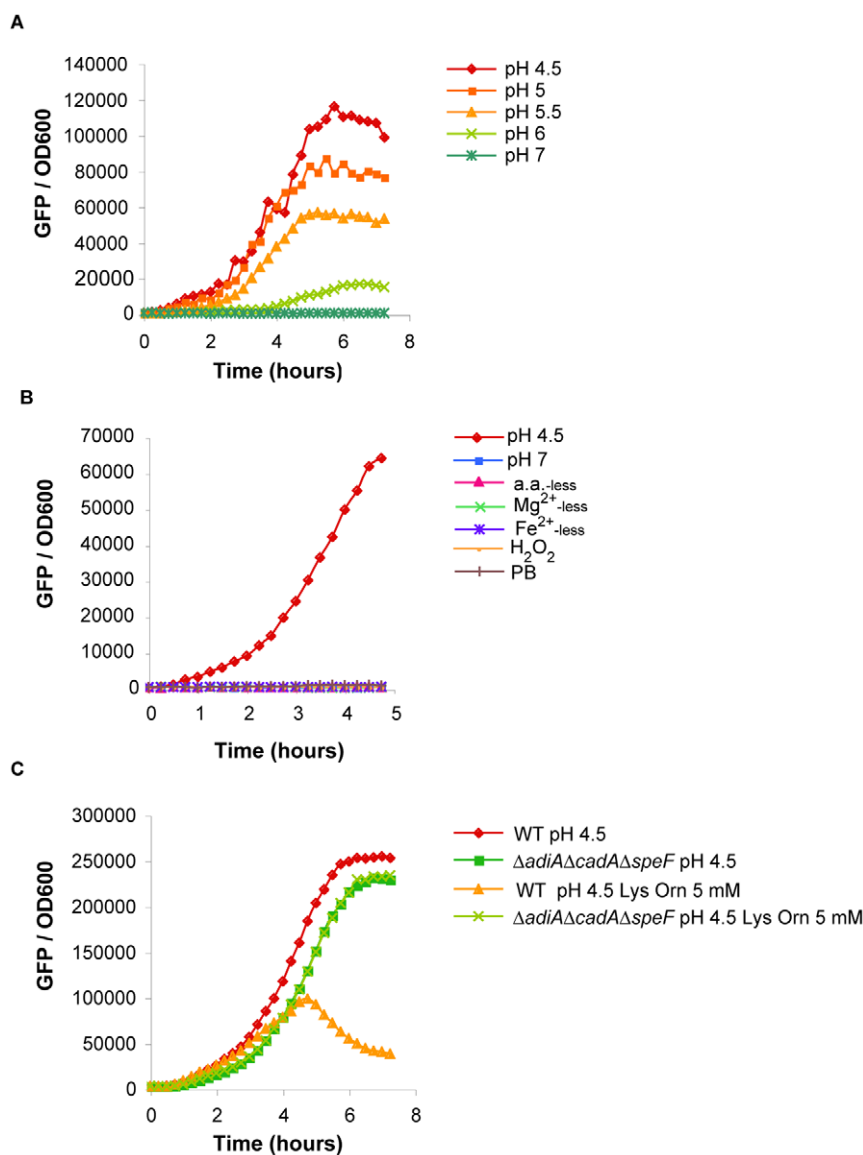 A
140000
120000
100000
80000
60000
40000
20000
0
GFP / OD600
0 2 4 6 8
Time (hours)
pH 4.5
pH 5
pH 5.5
pH 6
pH 7
B
70000
60000
50000
40000
30000
20000
10000
0
GFP / OD600
0 1 2 3 4 5
Time (hours)
pH 4.5
pH 7
a.a.-less
Mg²⁺-less
Fe²⁺-less
H₂O₂
PB
C
300000
250000
200000
150000
100000
50000
0
GFP / OD600
0 2 4 6 8
Time (hours)
WT pH 4.5
ΔadiAΔcadAΔspeF pH 4.5
WT pH 4.5 Lys Orn 5 mM
ΔadiAΔcadAΔspeF pH 4.5 Lys Orn 5 mM